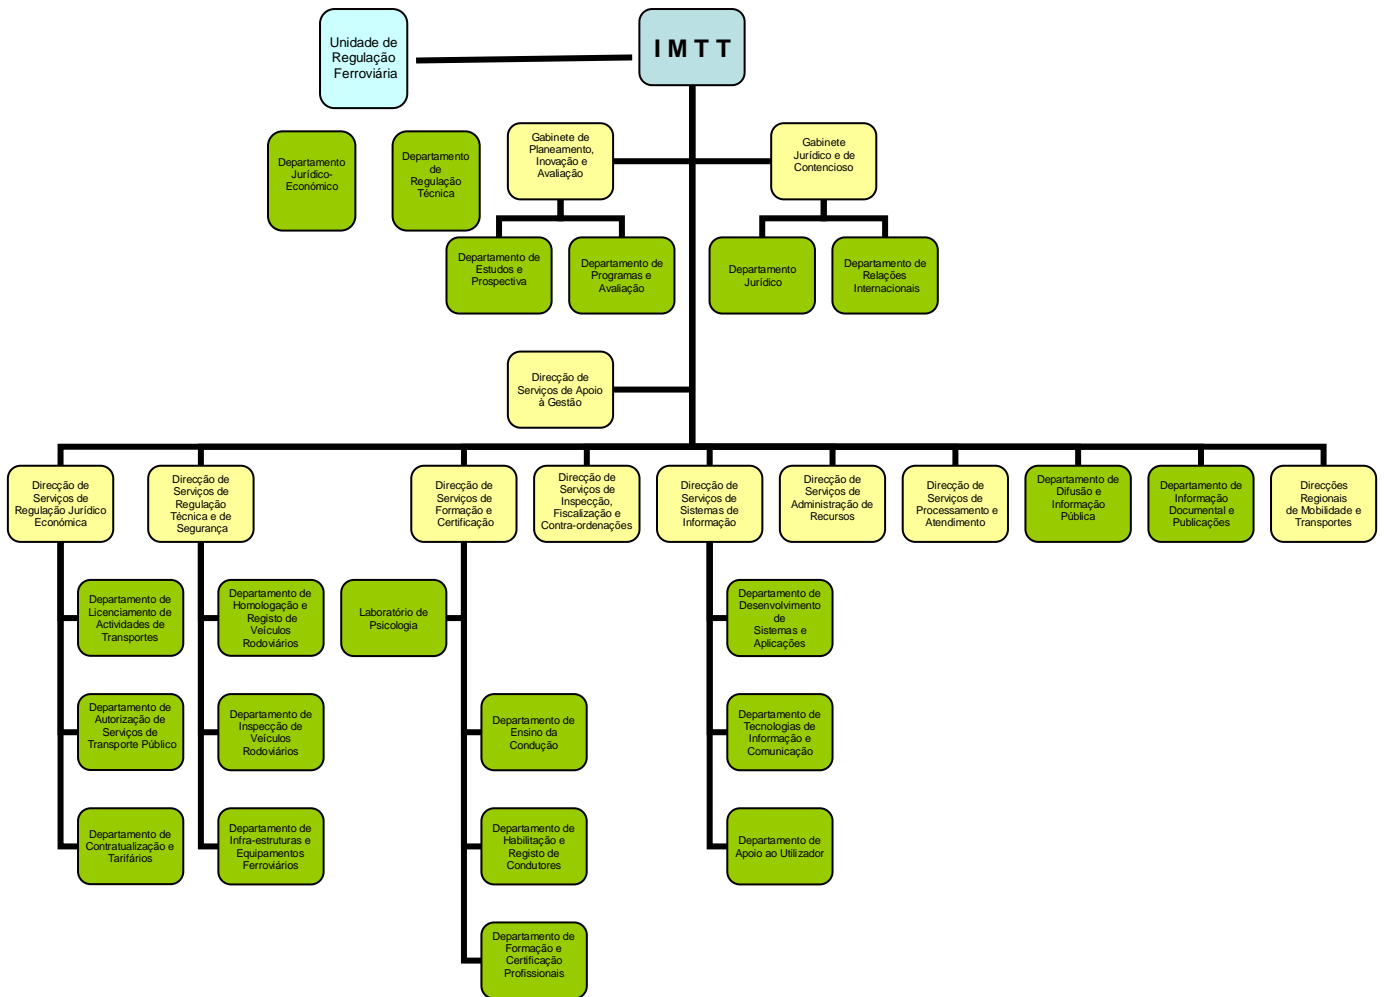 Unidade de
Regulação
Ferroviária
I M T T
Departamento
Jurídico-
Económico
Departamento
de
Regulação
Técnica
Gabinete de
Planeamento,
Inovação e
Avaliação
Gabinete
Jurídico e de
Contencioso
Departamento de
Estudos e
Prospectiva
Departamento de
Programas e
Avaliação
Departamento
Jurídico
Departamento de
Relações
Internacionais
Direcção de
Serviços de Apoio
à Gestão
Direcção de
Serviços de
Regulação Jurídico
Económica
Direcção de
Serviços de
Regulação
Técnica e de
Segurança
Direcção de
Serviços de
Formação e
Certificação
Direcção de
Serviços de
Inspecção,
Fiscalização e
Contra-ordenações
Direcção de
Serviços de
Sistemas de
Informação
Direcção de
Serviços de
Administração de
Recursos
Direcção de
Serviços de
Processamento e
Atendimento
Departamento de
Difusão e
Informação
Pública
Departamento de
Informação
Documental e
Publicações
Direcções
Regionais
de Mobilidade e
Transportes
Departamento de
Licenciamento de
Actividades de
Transportes
Departamento de
Homologação e
Registo de
Veículos
Rodoviários
Laboratório de
Psicologia
Departamento de
Desenvolvimento
de
Sistemas e
Aplicações
Departamento de
Autorização de
Serviços de
Transporte Público
Departamento de
Inspecção de
Veículos
Rodoviários
Departamento de
Ensino da
Condução
Departamento de
Tecnologias de
Informação e
Comunicação
Departamento de
Contratualização e
Tarifários
Departamento de
Infra-estruturas e
Equipamentos
Ferroviários
Departamento de
Habilitação e
Registo de
Condutores
Departamento de
Apoio ao Utilizador
Departamento de
Formação e
Certificação
Profissionais